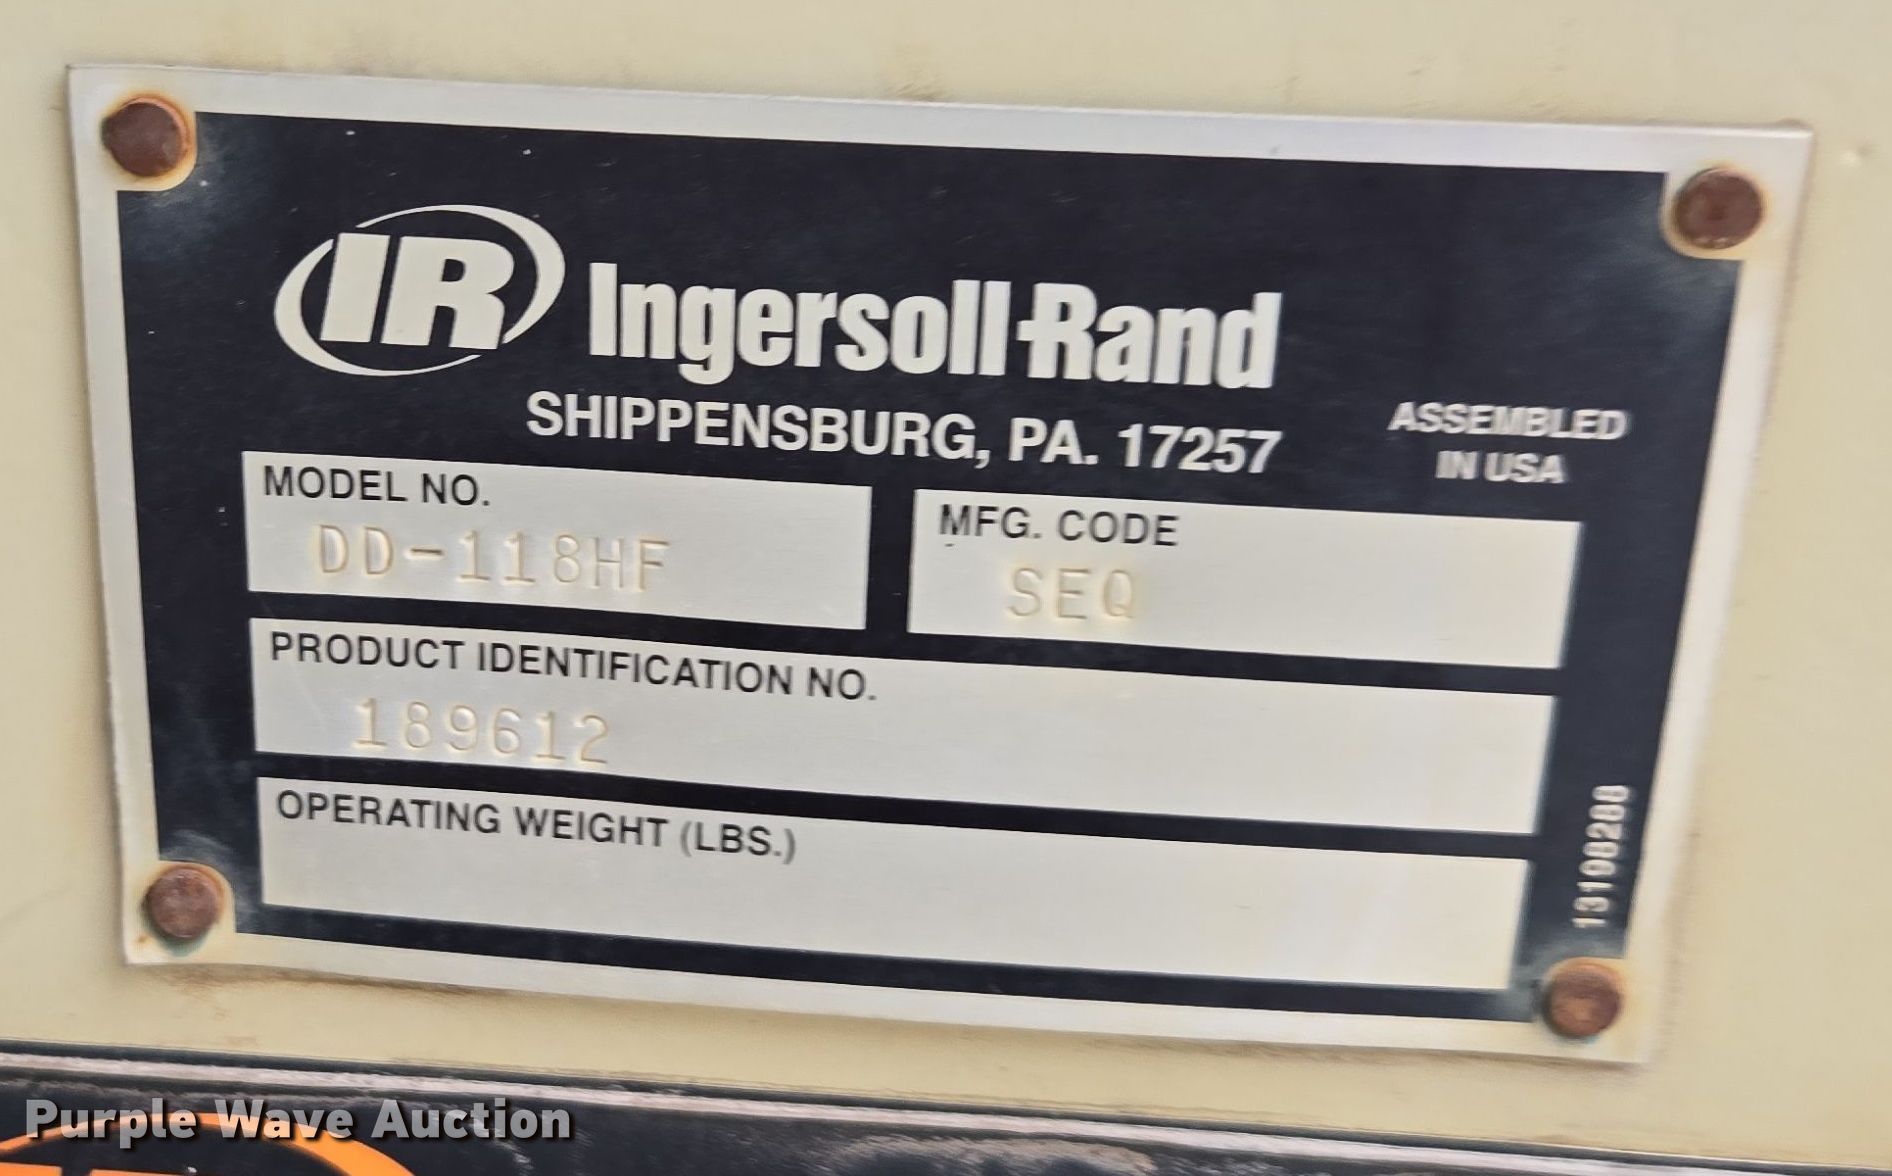 IR Ingersoll-Rand
SHIPPENSBURG, PA. 17257
ASSEMBLED
IN USA
MODEL NO.
DD-118HF
MFG. CODE
SEQ
PRODUCT IDENTIFICATION NO.
189612
OPERATING WEIGHT (LBS.)
13108288
Purple Wave Auction